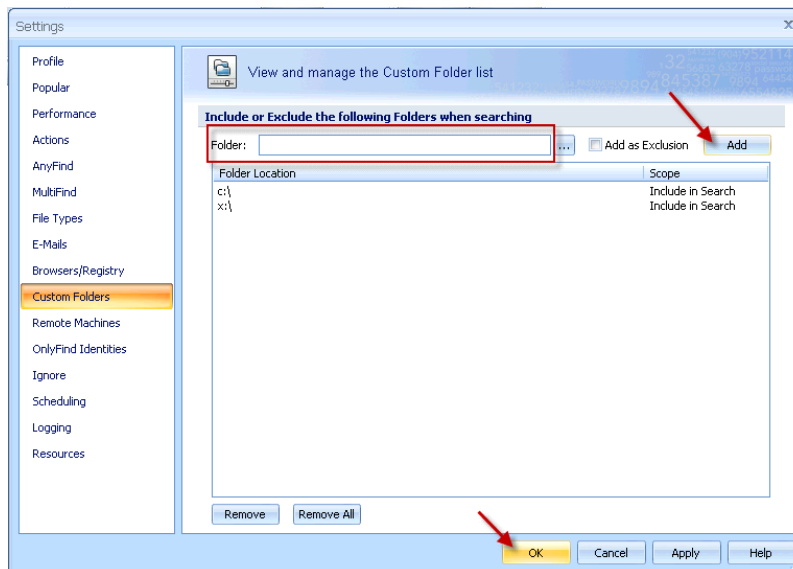 Settings
Profile
Popular
Performance
Actions
AnyFind
MultiFind
File Types
E-Mails
Browsers/Registry
Custom Folders
Remote Machines
OnlyFind Identities
Ignore
Scheduling
Logging
Resources
View and manage the Custom Folder list
Include or Exclude the following Folders when searching
Folder: ... Add as Exclusion Add
Folder Location Scope
c:\ Include in Search
x:\ Include in Search
Remove Remove All
OK Cancel Apply Help